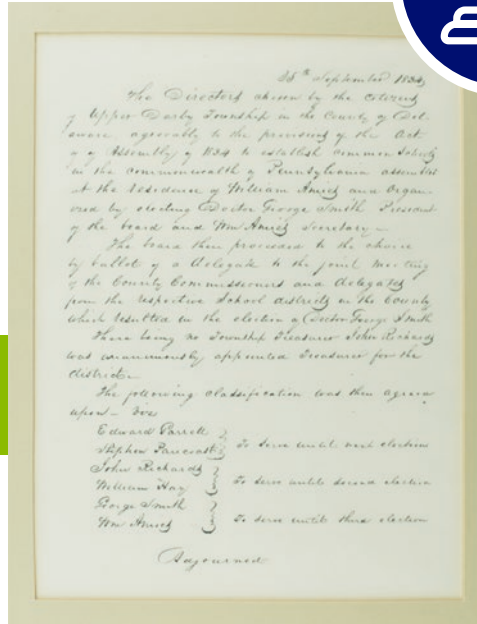 25th September 1834
The Directors chosen by the citizens
of Upper Darby Township in the County of Del-
aware, agreeably to the provisions of the Act
of Assembly of 1834 to establish common schools
in the commonwealth of Pennsylvania assembled
at the residence of William Amies and organ-
ized by electing Doctor George Smith President
of the board and Wm Amies Secretary –
The board then proceeded to the choice
by ballot of a delegate to the joint meeting
of the County Commissioners and delegates
from the respective School districts in the County
which resulted in the election of Doctor George Smith
There being no Township Treasurer John Richards
was unanimously appointed Treasurer for the
district –
The following classification was then agreed
upon –
Edward Garrett
Stephen Pancoast } To serve until next election
John Richards
William Hay } To serve until second election
George Smith
Wm Amies } To serve until third election
Adjourned